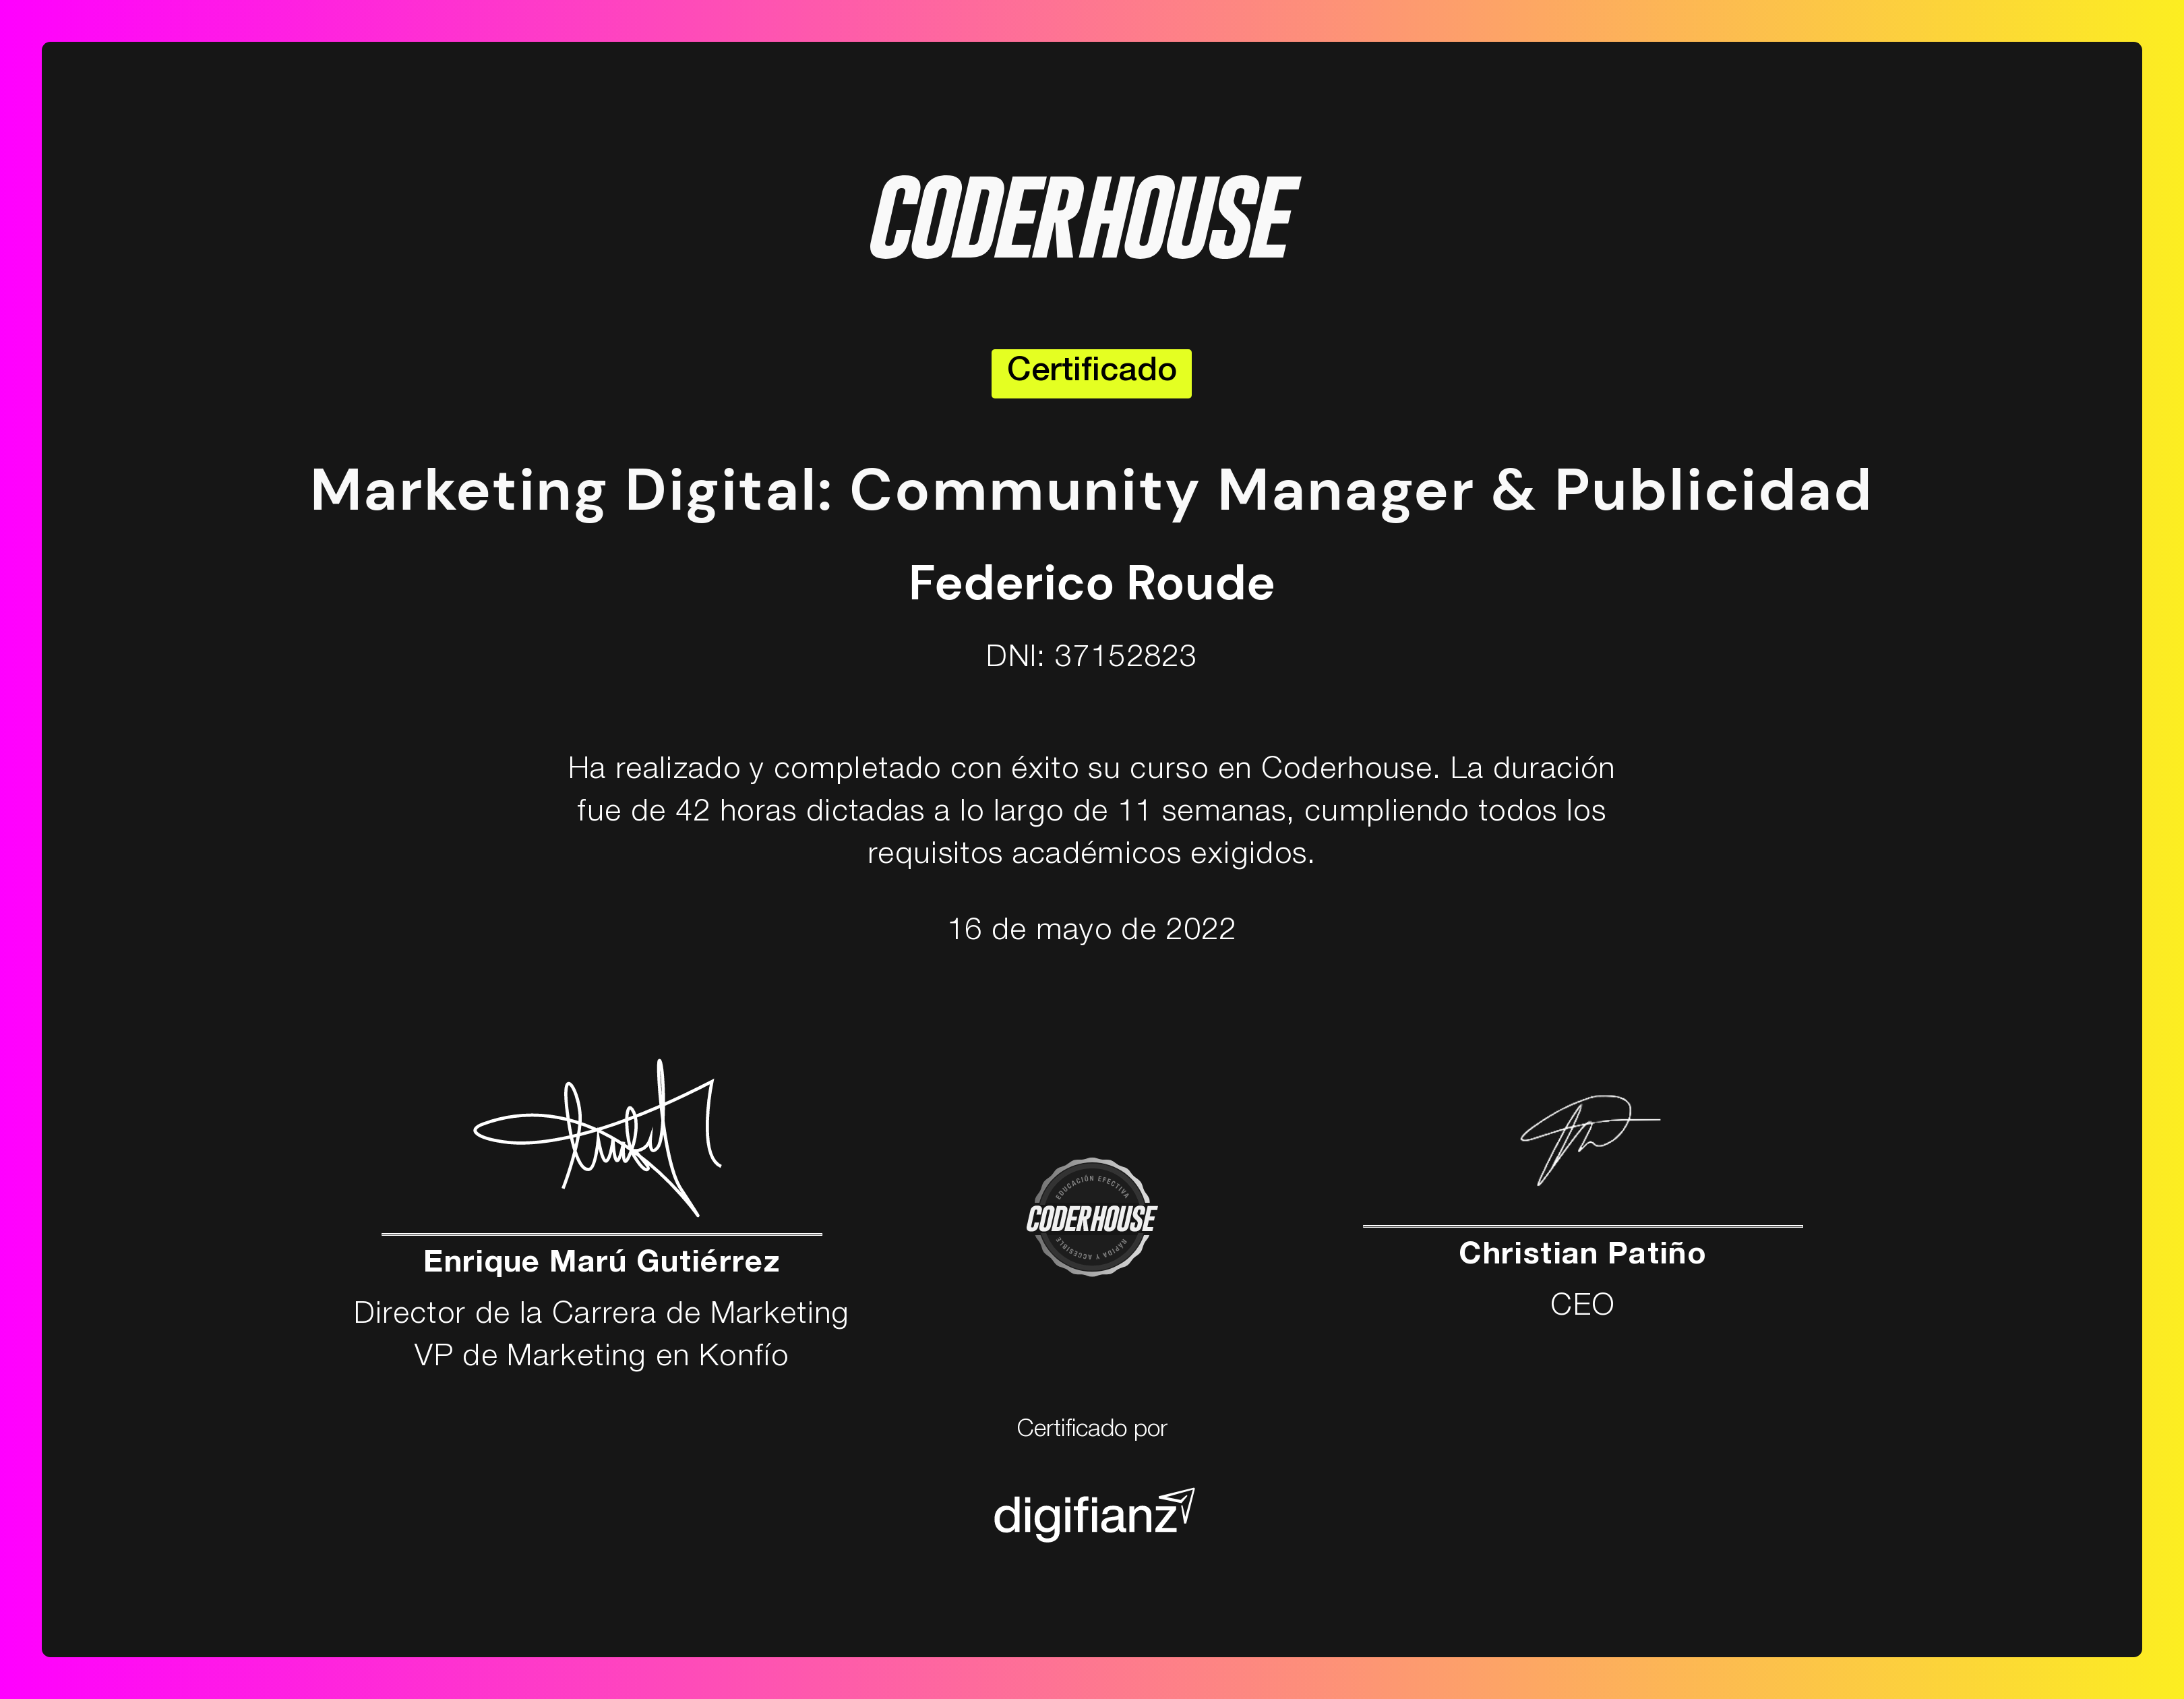 CODERHOUSE
Certificado
Marketing Digital: Community Manager & Publicidad
Federico Roude
DNI: 37152823
Ha realizado y completado con éxito su curso en Coderhouse. La duración
fue de 42 horas dictadas a lo largo de 11 semanas, cumpliendo todos los
requisitos académicos exigidos.
16 de mayo de 2022
Enrique Marú Gutiérrez
Director de la Carrera de Marketing
VP de Marketing en Konfío
EDUCACIÓN EFECTIVA
CODERHOUSE
RÁPIDA Y ACCESIBLE
Christian Patiño
CEO
Certificado por
digifianz